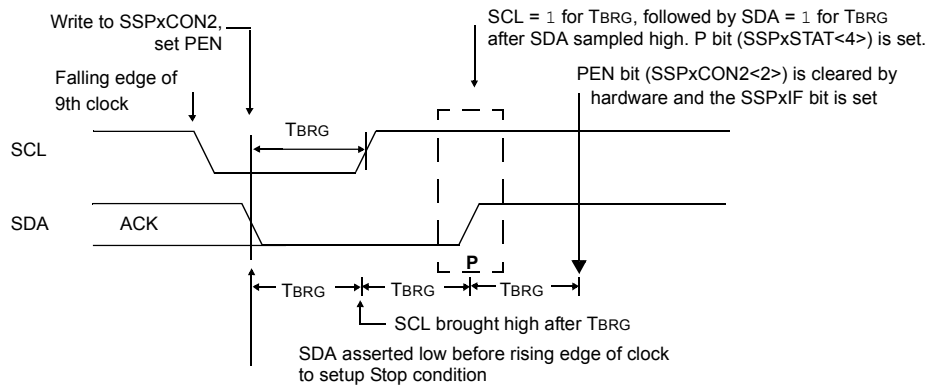 Write to SSPxCON2,
set PEN
SCL = 1 for TBRG, followed by SDA = 1 for TBRG
after SDA sampled high. P bit (SSPxSTAT<4>) is set.
Falling edge of
9th clock
PEN bit (SSPxCON2<2>) is cleared by
hardware and the SSPxIF bit is set
TBRG
SCL
SDA
ACK
P
TBRG
TBRG
TBRG
SCL brought high after TBRG
SDA asserted low before rising edge of clock
to setup Stop condition